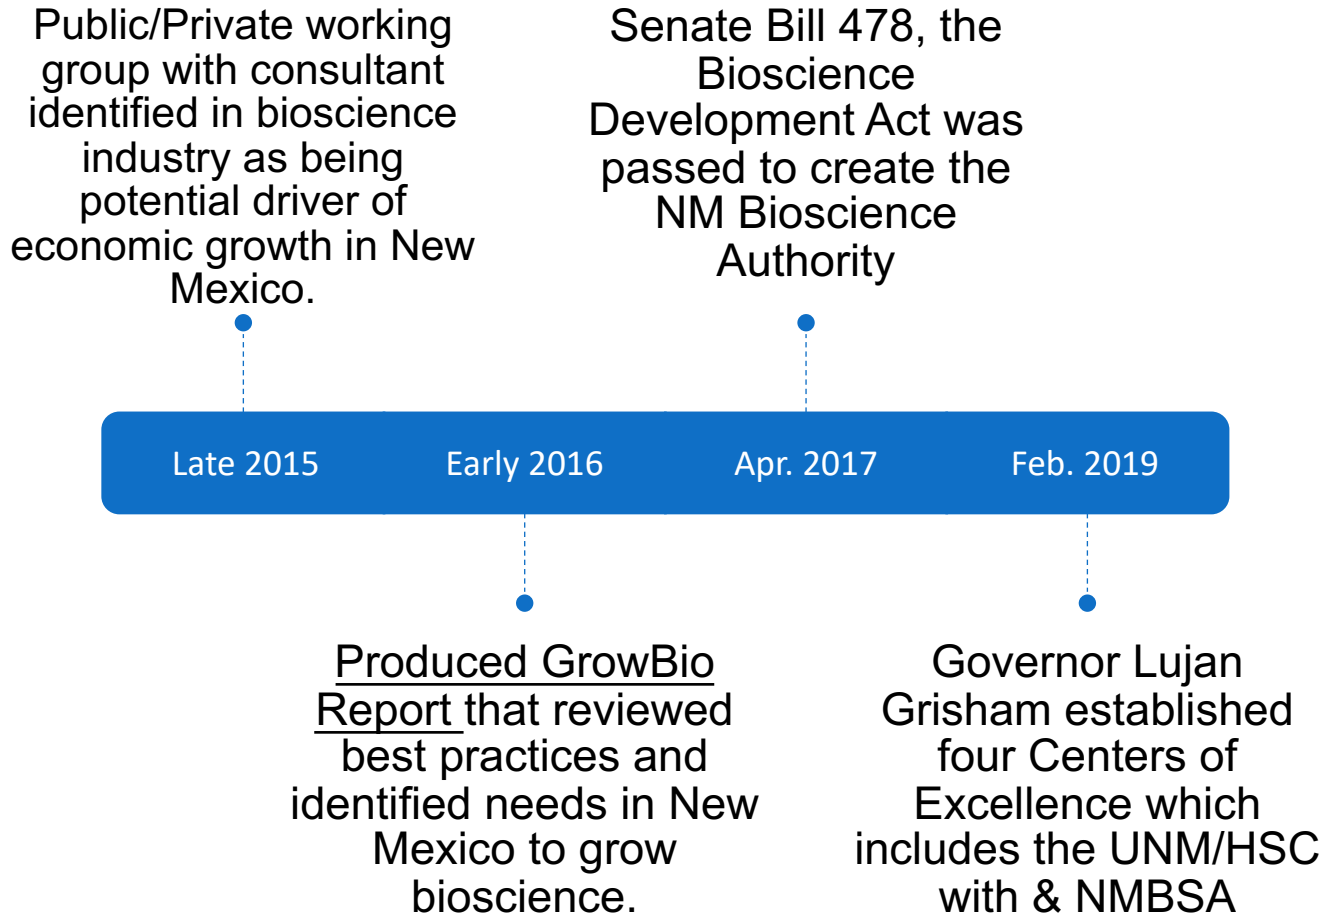 Public/Private working
group with consultant
identified in bioscience
industry as being
potential driver of
economic growth in New
Mexico.
Senate Bill 478, the
Bioscience
Development Act was
passed to create the
NM Bioscience
Authority
Late 2015
Early 2016
Apr. 2017
Feb. 2019
Produced GrowBio
Report that reviewed
best practices and
identified needs in New
Mexico to grow
bioscience.
Governor Lujan
Grisham established
four Centers of
Excellence which
includes the UNM/HSC
with & NMBSA